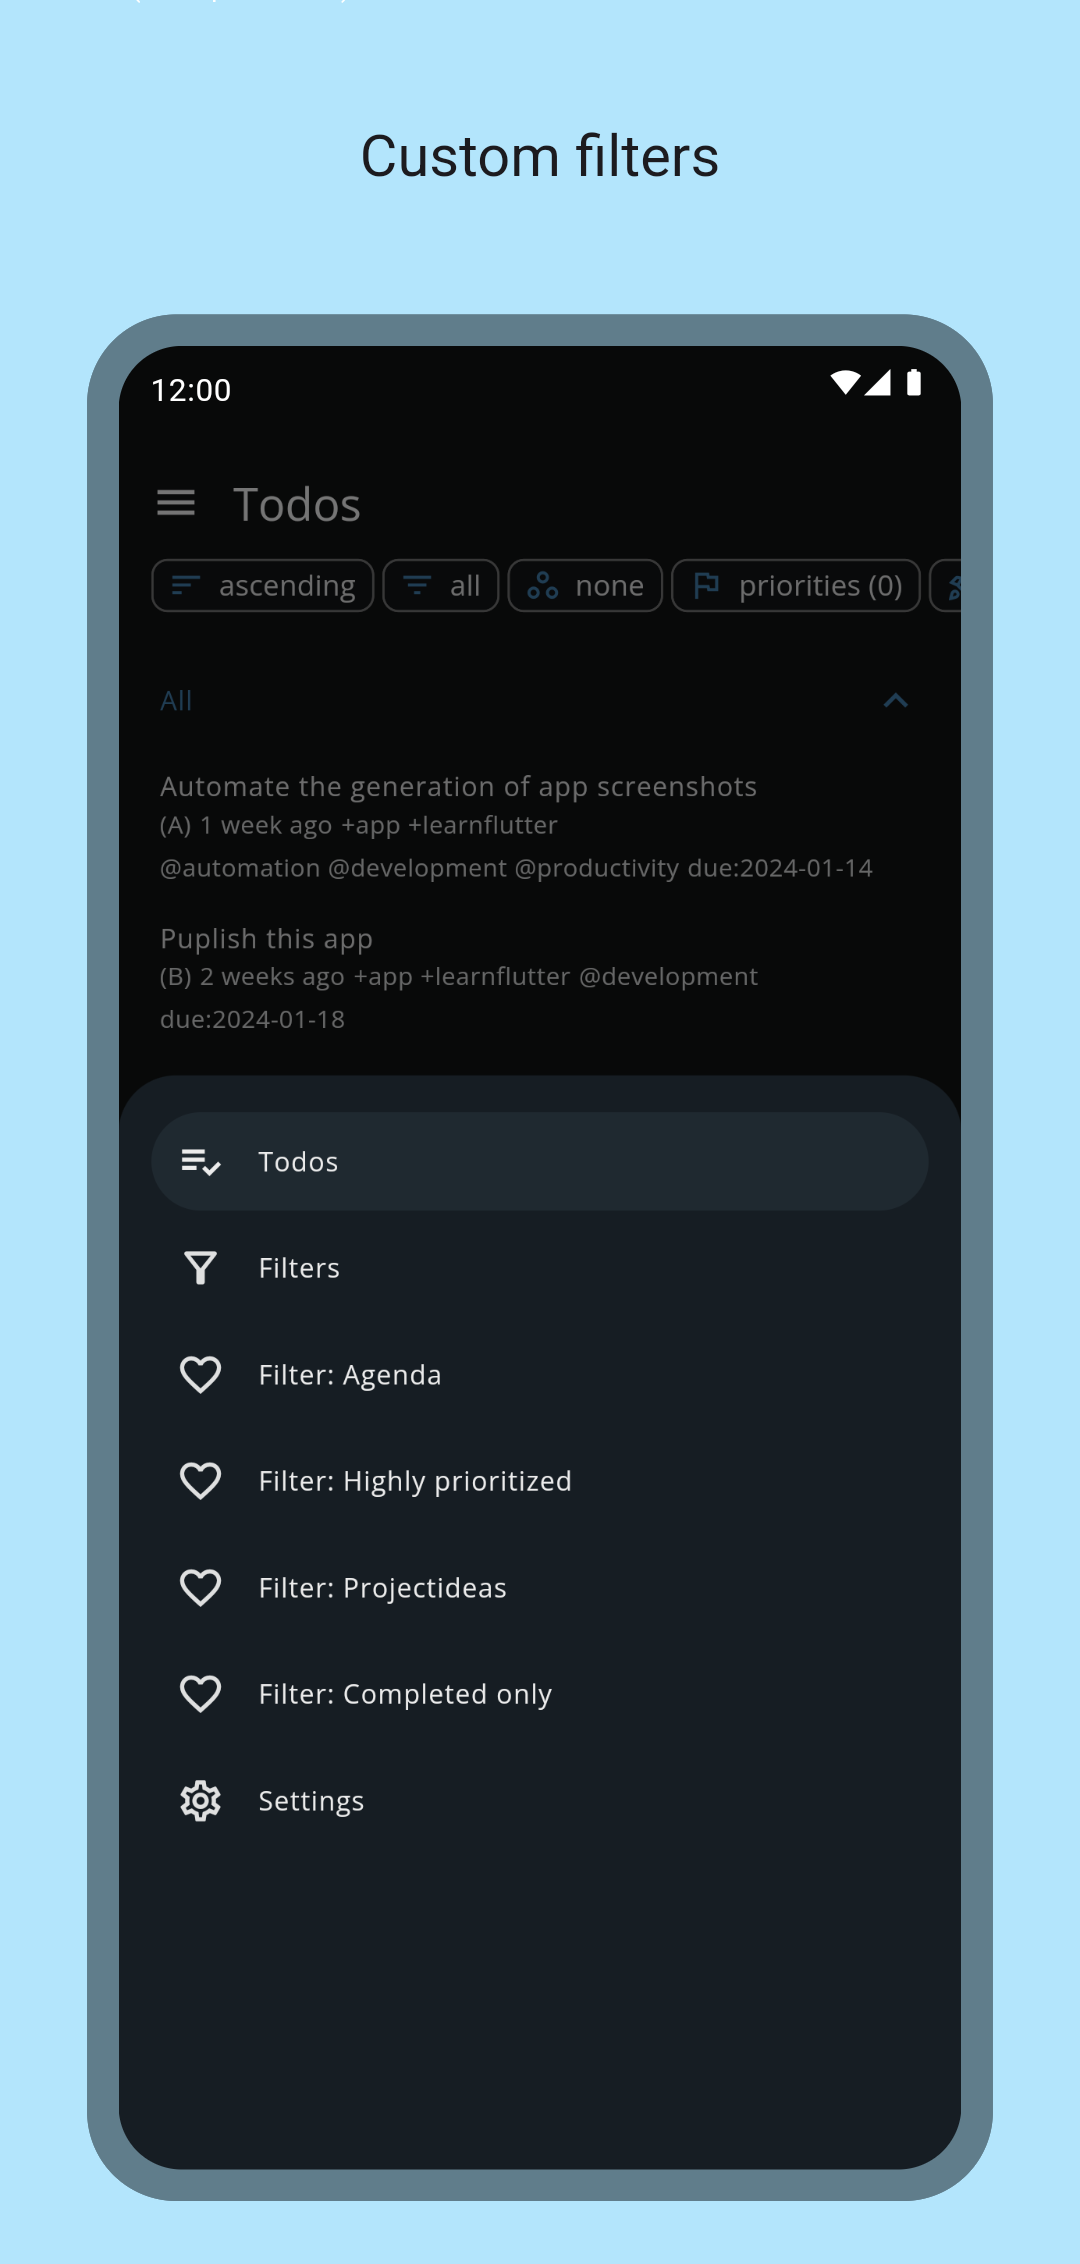 Custom filters
12:00
Todos
ascending all none priorities (0)
All
Automate the generation of app screenshots
(A) 1 week ago +app +learnflutter
@automation @development @productivity due:2024-01-14
Puplish this app
(B) 2 weeks ago +app +learnflutter @development
due:2024-01-18
Todos
Filters
Filter: Agenda
Filter: Highly prioritized
Filter: Projectideas
Filter: Completed only
Settings